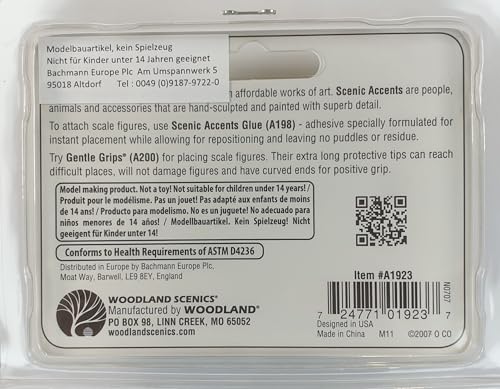 Modelbauartikel, kein Spielzeug
Nicht für Kinder unter 14 Jahren geeignet
Bachmann Europe Plc Am Umspannwerk 5
95018 Altdorf Tel : 0049 (0)9187-9722-0
affordable works of art. Scenic Accents are people,
animals and accessories that are hand-sculpted and painted with superb detail.
To attach scale figures, use Scenic Accents Glue (A198) - adhesive specially formulated for
instant placement while allowing for repositioning and leaving no puddles or residue.
Try Gentle Grips® (A200) for placing scale figures. Their extra long protective tips can reach
difficult places, will not damage figures and have curved ends for positive grip.
Model making product. Not a toy! Not suitable for children under 14 years! /
Produit pour le modélisme. Pas un jouet! Pas adapté aux enfants de moins
de 14 ans! / Producto para modelismo. No es un juguete! No adecuado para
niños menores de 14 años! / Modellbauartikel. Kein Spielzeug! Nicht
geeignet für Kinder unter 14!
Conforms to Health Requirements of ASTM D4236
Distributed in Europe by Bachmann Europe Plc,
Moat Way, Barwell, LE9 8EY, England
WOODLAND SCENICS®
Manufactured by WOODLAND®
PO BOX 98, LINN CREEK, MO 65052
woodlandscenics.com
Item #A1923
N0707
7 24771 01923 7
Designed in USA
Made in China M11 ©2007 O CO